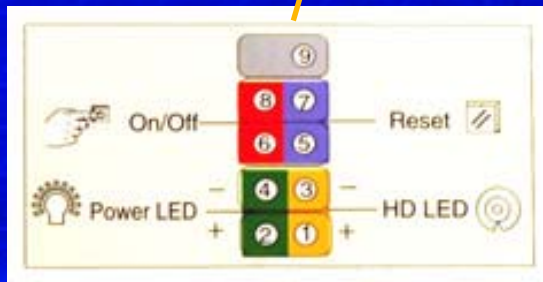 9
8 7
On/Off Reset
6 5
− 4 3 −
Power LED HD LED
+ 2 1 +